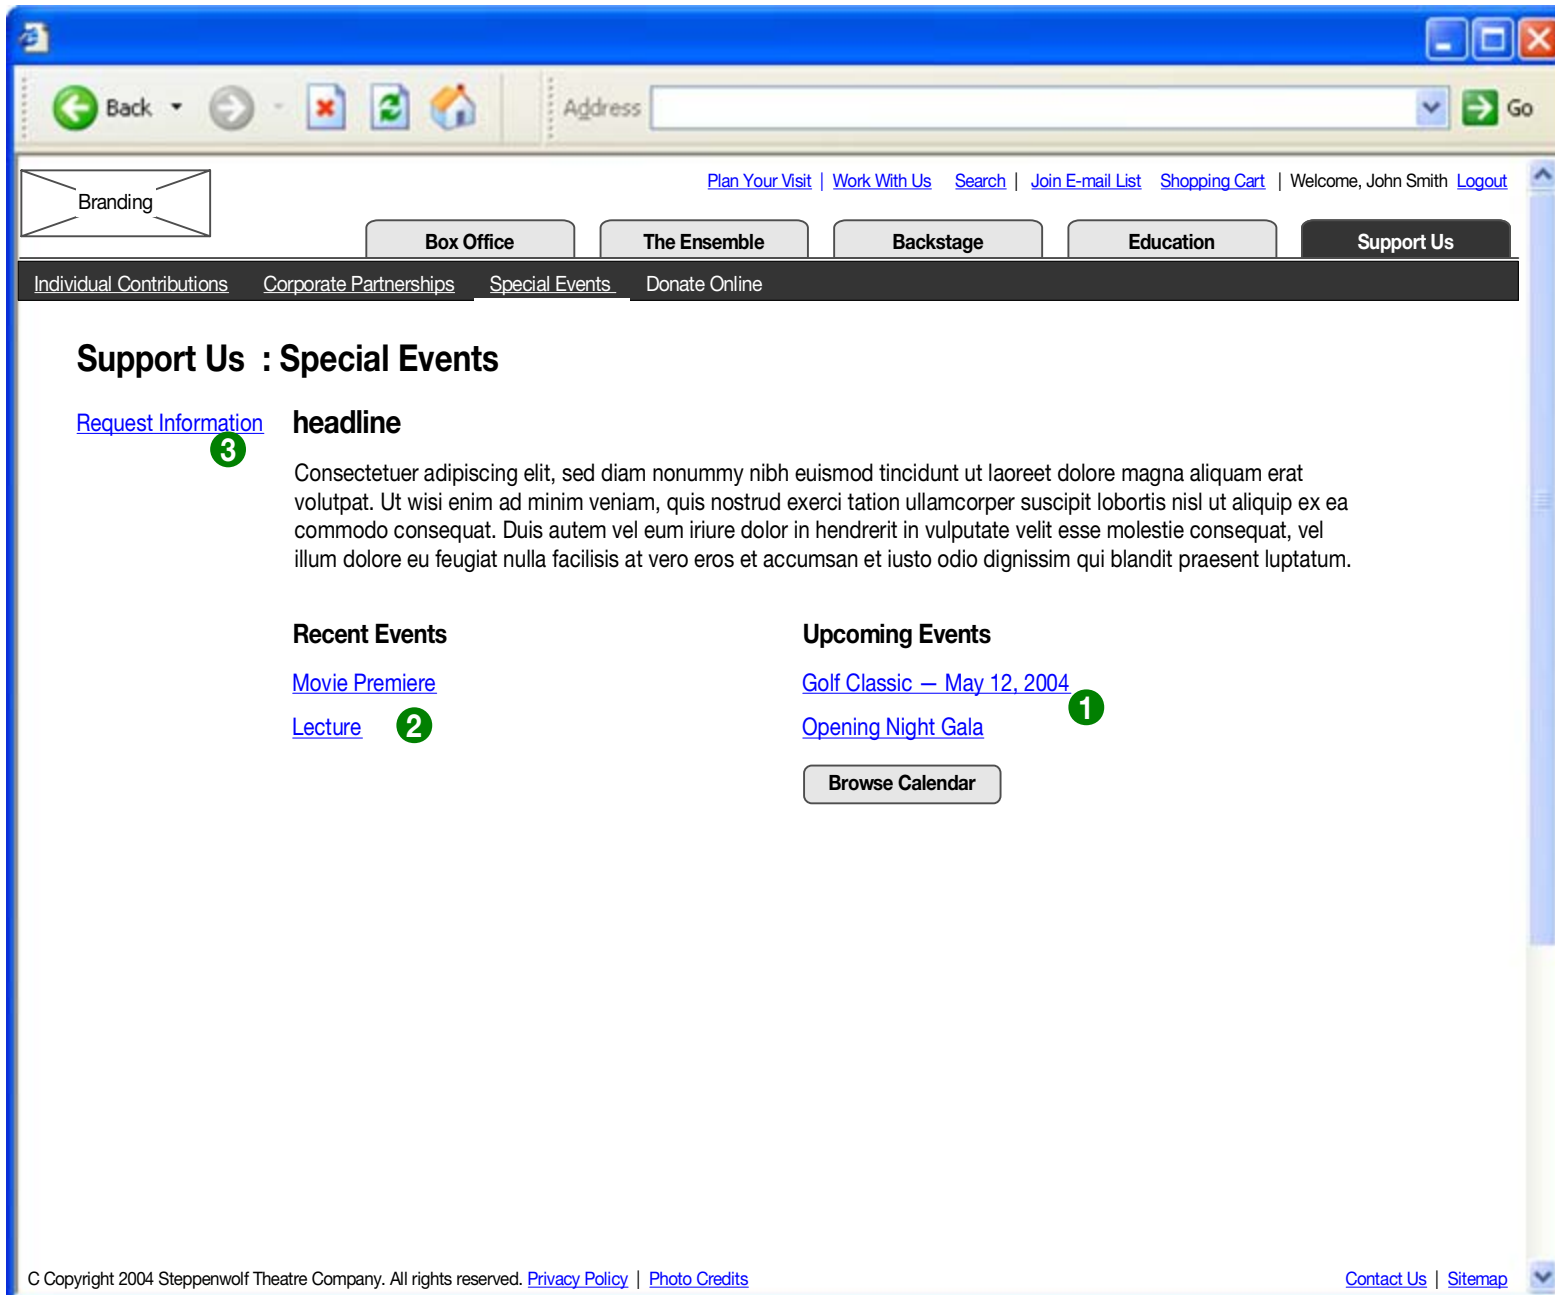 Back
Address
Go
Branding
Plan Your Visit | Work With Us Search | Join E-mail List Shopping Cart | Welcome, John Smith Logout
Box Office The Ensemble Backstage Education Support Us
Individual Contributions Corporate Partnerships Special Events Donate Online
Support Us : Special Events
Request Information
3
headline
Consectetuer adipiscing elit, sed diam nonummy nibh euismod tincidunt ut laoreet dolore magna aliquam erat
volutpat. Ut wisi enim ad minim veniam, quis nostrud exerci tation ullamcorper suscipit lobortis nisl ut aliquip ex ea
commodo consequat. Duis autem vel eum iriure dolor in hendrerit in vulputate velit esse molestie consequat, vel
illum dolore eu feugiat nulla facilisis at vero eros et accumsan et iusto odio dignissim qui blandit praesent luptatum.
Recent Events
Movie Premiere
Lecture
2
Upcoming Events
Golf Classic — May 12, 2004
1
Opening Night Gala
Browse Calendar
C Copyright 2004 Steppenwolf Theatre Company. All rights reserved. Privacy Policy | Photo Credits
Contact Us | Sitemap